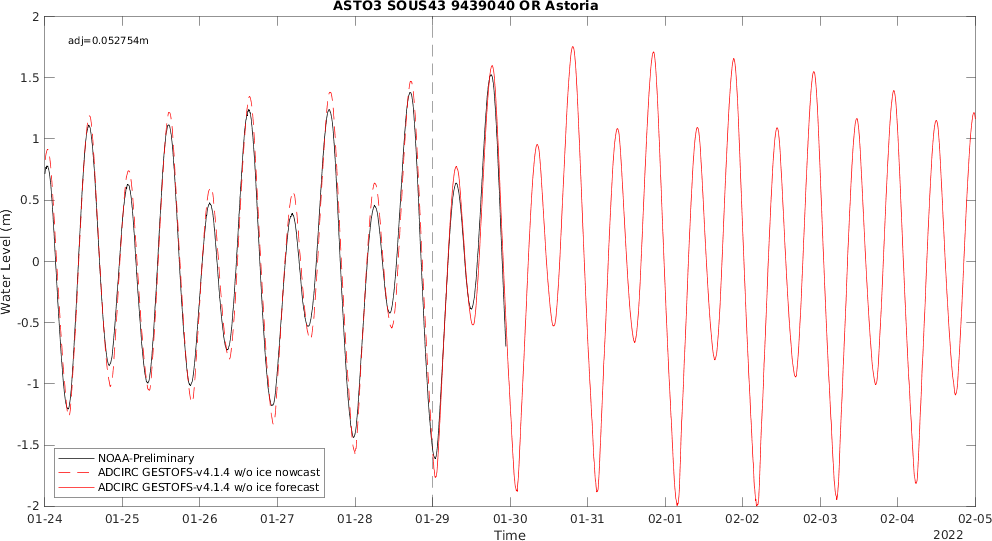 ASTO3 SOUS43 9439040 OR Astoria
adj=0.052754m
Water Level (m)
2
1.5
1
0.5
0
-0.5
-1
-1.5
-2
NOAA-Preliminary
ADCIRC GESTOFS-v4.1.4 w/o ice nowcast
ADCIRC GESTOFS-v4.1.4 w/o ice forecast
01-24 01-25 01-26 01-27 01-28 01-29 01-30 01-31 02-01 02-02 02-03 02-04 02-05
Time
2022